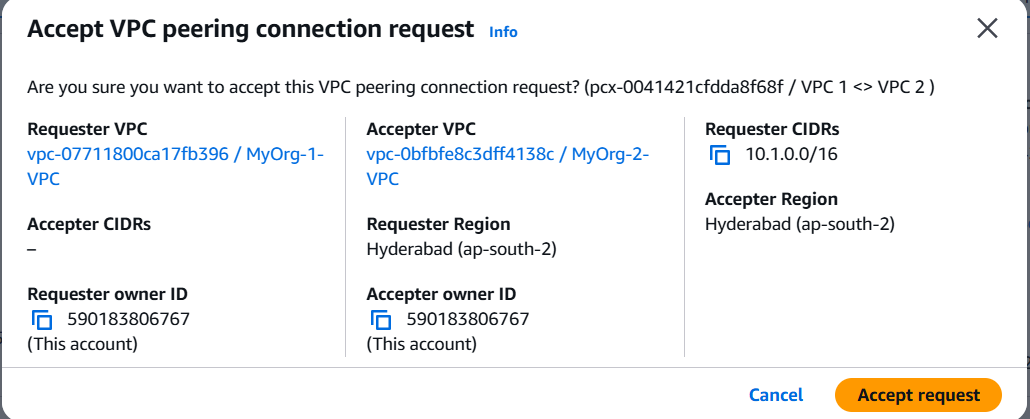 Accept VPC peering connection request Info
Are you sure you want to accept this VPC peering connection request? (pcx-0041421cfdda8f68f / VPC 1 <> VPC 2 )
Requester VPC
vpc-07711800ca17fb396 / MyOrg-1-
VPC
Accepter CIDRs
–
Requester owner ID
590183806767
(This account)
Accepter VPC
vpc-0bfbfe8c3dff4138c / MyOrg-2-
VPC
Requester Region
Hyderabad (ap-south-2)
Accepter owner ID
590183806767
(This account)
Requester CIDRs
10.1.0.0/16
Accepter Region
Hyderabad (ap-south-2)
Cancel
Accept request